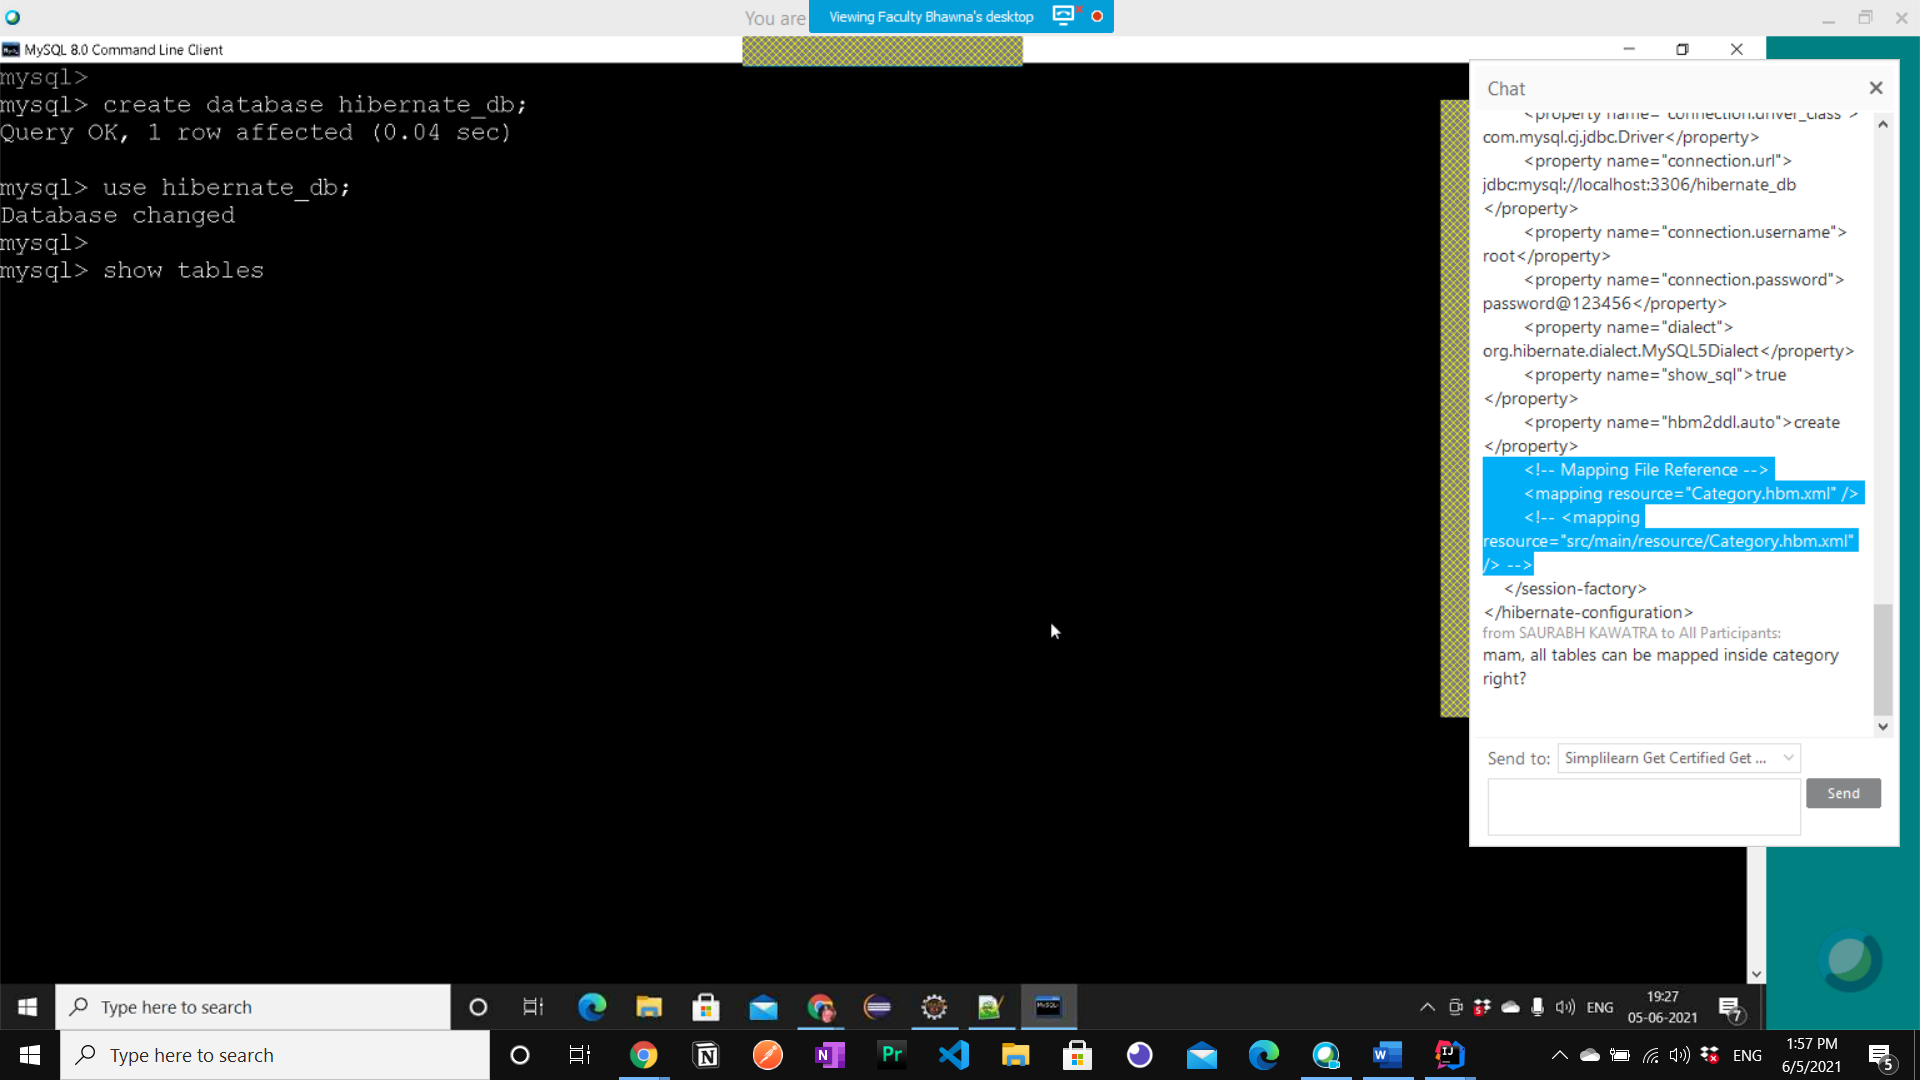 You are
Viewing Faculty Bhawna's desktop
MySQL 8.0 Command Line Client
mysql>
mysql> create database hibernate_db;
Query OK, 1 row affected (0.04 sec)
mysql> use hibernate_db;
Database changed
mysql>
mysql> show tables
Chat
<property name="connection.driver_class">
com.mysql.cj.jdbc.Driver</property>
<property name="connection.url">
jdbc:mysql://localhost:3306/hibernate_db
</property>
<property name="connection.username">
root</property>
<property name="connection.password">
password@123456</property>
<property name="dialect">
org.hibernate.dialect.MySQL5Dialect</property>
<property name="show_sql">true
</property>
<property name="hbm2ddl.auto">create
</property>
<!-- Mapping File Reference -->
<mapping resource="Category.hbm.xml" />
<!-- <mapping
resource="src/main/resource/Category.hbm.xml"
/> -->
</session-factory>
</hibernate-configuration>
from SAURABH KAWATRA to All Participants:
mam, all tables can be mapped inside category
right?
Send to: Simplilearn Get Certified Get ...
Send
Type here to search
ENG
19:27
05-06-2021
7
Type here to search
ENG
1:57 PM
6/5/2021
5